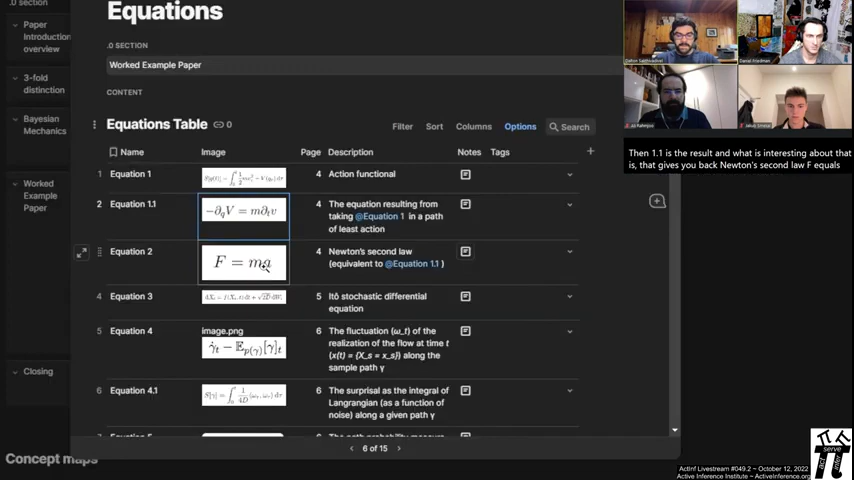 Equations
.0 SECTION
Worked Example Paper
CONTENT
Equations Table 0
Filter Sort Columns Options Search
Name Image Page Description Notes Tags
1 Equation 1 4 Action functional
2 Equation 1.1 −∂qV = m∂tv 4 The equation resulting from
taking @Equation 1 in a path
of least action
Equation 2 F = ma 4 Newton's second law
(equivalent to @Equation 1.1 )
4 Equation 3 5 Itô stochastic differential
equation
5 Equation 4 image.png 6 The fluctuation (ω_t) of the
realization of the flow at time t
(x(t) = {X_s = x_s}) along the
sample path γ
6 Equation 4.1 6 The surprisal as the integral of
Langrangian (as a function of
noise) along a given path γ
6 of 15
Paper
Introduction
overview
3-fold
distinction
Bayesian
Mechanics
Worked
Example
Paper
Closing
Concept maps
Then 1.1 is the result and what is interesting about that
is, that gives you back Newton's second law F equals
serve
ActInf Livestream #049.2 - October 12, 2022
Active Inference Institute ~ ActiveInference.org